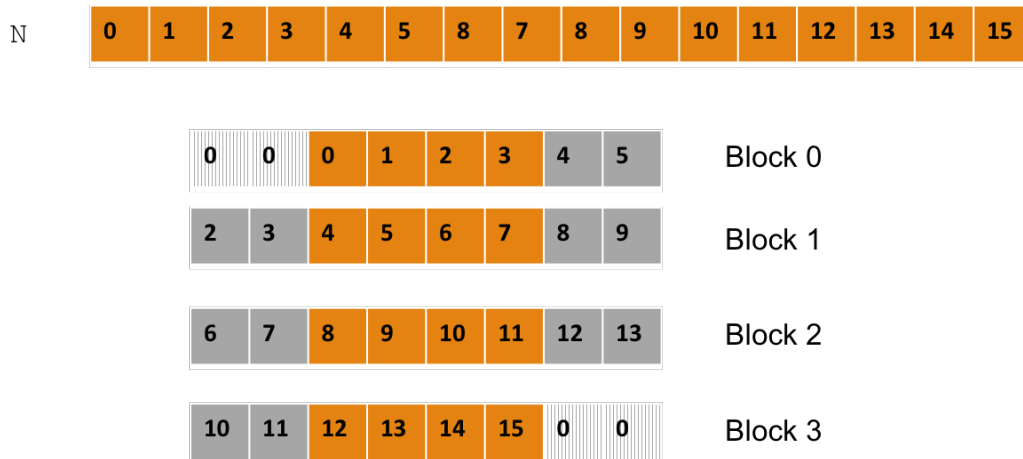 N 0 1 2 3 4 5 8 7 8 9 10 11 12 13 14 15
0 0 0 1 2 3 4 5 Block 0
2 3 4 5 6 7 8 9 Block 1
6 7 8 9 10 11 12 13 Block 2
10 11 12 13 14 15 0 0 Block 3